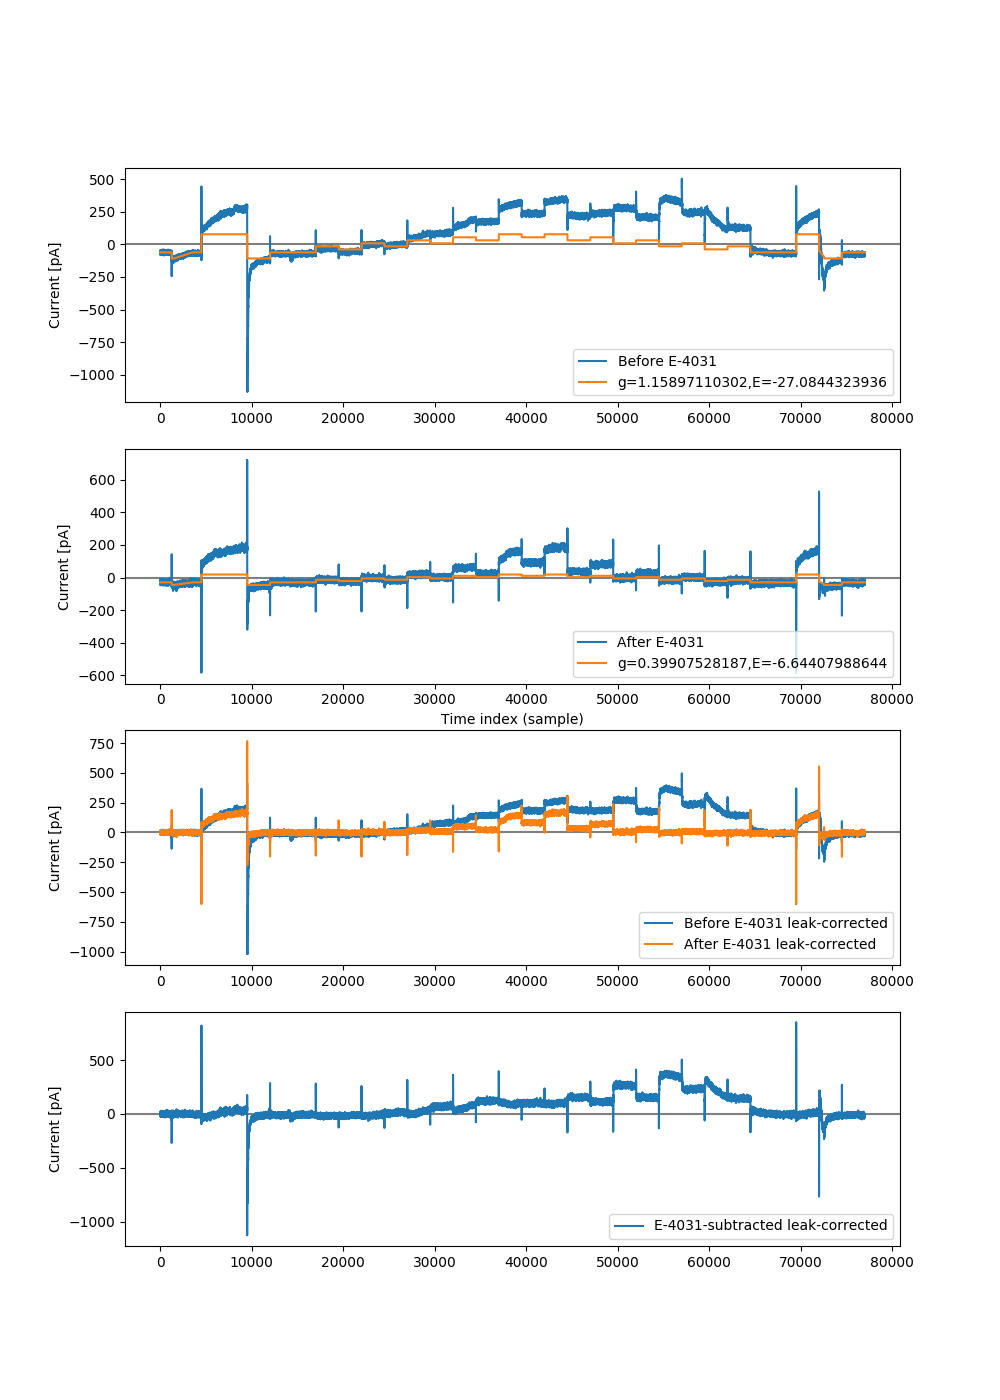 500
250
0
−250
−500
−750
−1000
Current [pA]
Before E-4031
g=1.15897110302,E=-27.0844323936
0 10000 20000 30000 40000 50000 60000 70000 80000
600
400
200
0
−200
−400
−600
Current [pA]
After E-4031
g=0.39907528187,E=-6.64407988644
0 10000 20000 30000 40000 50000 60000 70000 80000
Time index (sample)
750
500
250
0
−250
−500
−750
−1000
Current [pA]
Before E-4031 leak-corrected
After E-4031 leak-corrected
0 10000 20000 30000 40000 50000 60000 70000 80000
500
0
−500
−1000
Current [pA]
E-4031-subtracted leak-corrected
0 10000 20000 30000 40000 50000 60000 70000 80000